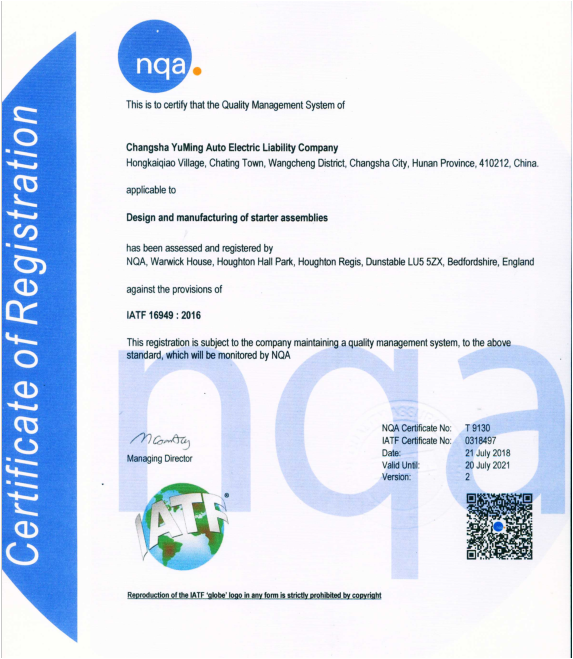 Certificate of Registration
nqa.
This is to certify that the Quality Management System of
Changsha YuMing Auto Electric Liability Company
Hongkaiqiao Village, Chating Town, Wangcheng District, Changsha City, Hunan Province, 410212, China.
applicable to
Design and manufacturing of starter assemblies
has been assessed and registered by
NQA, Warwick House, Houghton Hall Park, Houghton Regis, Dunstable LU5 5ZX, Bedfordshire, England
against the provisions of
IATF 16949 : 2016
This registration is subject to the company maintaining a quality management system, to the above
standard, which will be monitored by NQA
nqa
Managing Director
NQA Certificate No: T 9130
IATF Certificate No: 0318497
Date: 21 July 2018
Valid Until: 20 July 2021
Version: 2
IATF®
Reproduction of the IATF 'globe' logo in any form is strictly prohibited by copyright